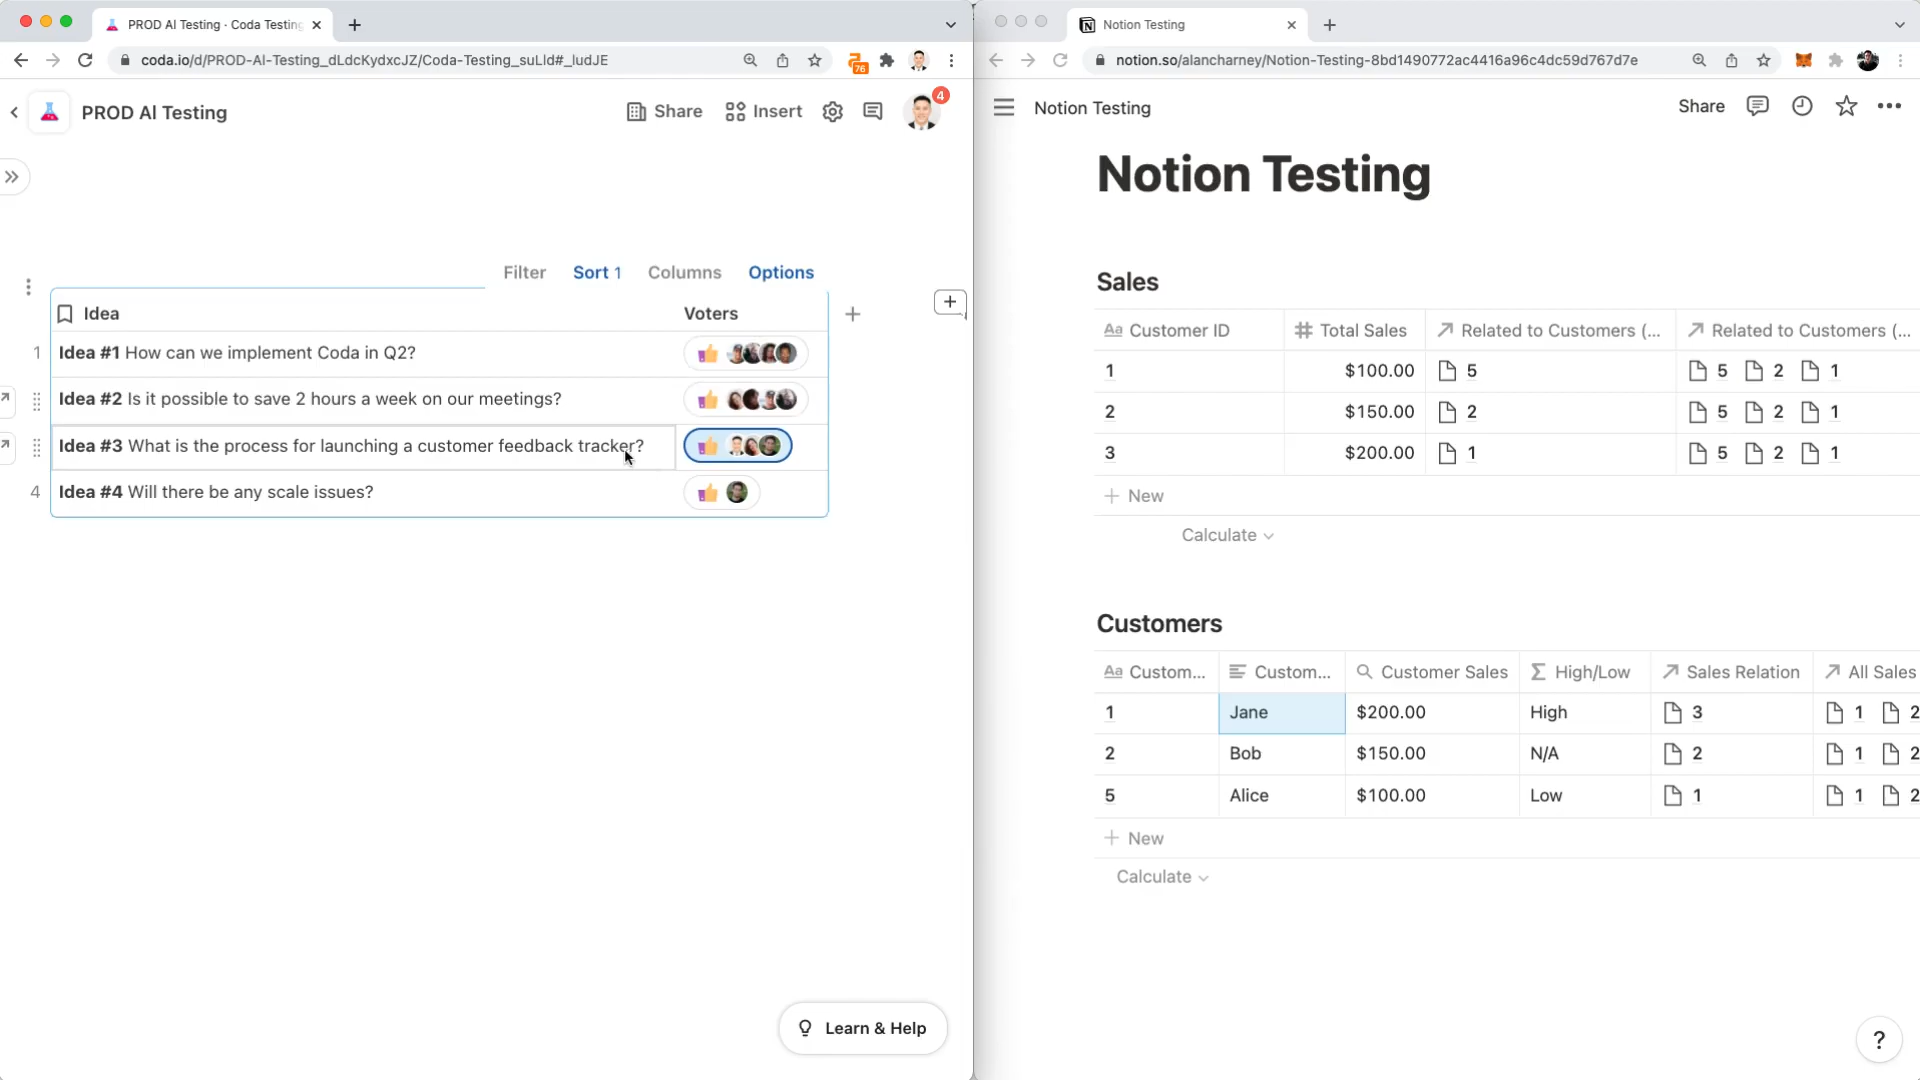 PROD AI Testing · Coda Testing
coda.io/d/PROD-AI-Testing_dLdcKydxcJZ/Coda-Testing_suLld#_ludJE
76
PROD AI Testing
Share
Insert
4
Filter
Sort 1
Columns
Options
Idea
Voters
1
Idea #1 How can we implement Coda in Q2?
Idea #2 Is it possible to save 2 hours a week on our meetings?
Idea #3 What is the process for launching a customer feedback tracker?
4
Idea #4 Will there be any scale issues?
Learn & Help
Notion Testing
notion.so/alancharney/Notion-Testing-8bd1490772ac4416a96c4dc59d767d7e
Notion Testing
Share
Notion Testing
Sales
Aa Customer ID
# Total Sales
Related to Customers (...
Related to Customers (...
1 $100.00 5 5 2 1
2 $150.00 2 5 2 1
3 $200.00 1 5 2 1
+ New
Calculate
Customers
Aa Custom...
Custom...
Customer Sales
Σ High/Low
Sales Relation
All Sales
1 Jane $200.00 High 3 1 2
2 Bob $150.00 N/A 2 1 2
5 Alice $100.00 Low 1 1 2
+ New
Calculate
?